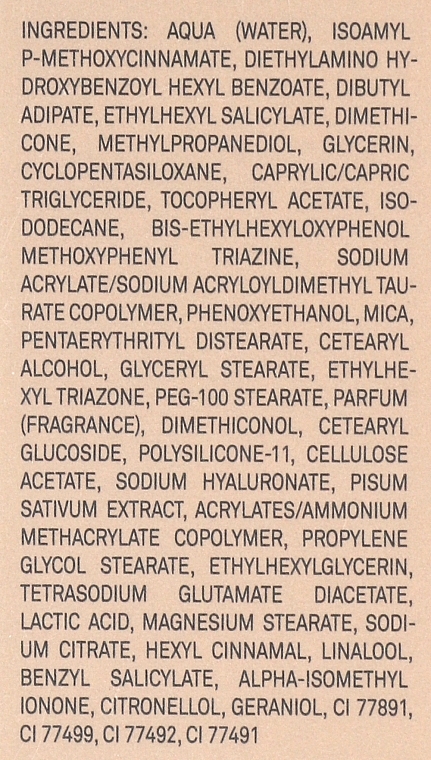 INGREDIENTS: AQUA (WATER), ISOAMYL
P-METHOXYCINNAMATE, DIETHYLAMINO HY-
DROXYBENZOYL HEXYL BENZOATE, DIBUTYL
ADIPATE, ETHYLHEXYL SALICYLATE, DIMETHI-
CONE, METHYLPROPANEDIOL, GLYCERIN,
CYCLOPENTASILOXANE, CAPRYLIC/CAPRIC
TRIGLYCERIDE, TOCOPHERYL ACETATE, ISO-
DODECANE, BIS-ETHYLHEXYLOXYPHENOL
METHOXYPHENYL TRIAZINE, SODIUM
ACRYLATE/SODIUM ACRYLOYLDIMETHYL TAU-
RATE COPOLYMER, PHENOXYETHANOL, MICA,
PENTAERYTHRITYL DISTEARATE, CETEARYL
ALCOHOL, GLYCERYL STEARATE, ETHYLHE-
XYL TRIAZONE, PEG-100 STEARATE, PARFUM
(FRAGRANCE), DIMETHICONOL, CETEARYL
GLUCOSIDE, POLYSILICONE-11, CELLULOSE
ACETATE, SODIUM HYALURONATE, PISUM
SATIVUM EXTRACT, ACRYLATES/AMMONIUM
METHACRYLATE COPOLYMER, PROPYLENE
GLYCOL STEARATE, ETHYLHEXYLGLYCERIN,
TETRASODIUM GLUTAMATE DIACETATE,
LACTIC ACID, MAGNESIUM STEARATE, SODI-
UM CITRATE, HEXYL CINNAMAL, LINALOOL,
BENZYL SALICYLATE, ALPHA-ISOMETHYL
IONONE, CITRONELLOL, GERANIOL, CI 77891,
CI 77499, CI 77492, CI 77491